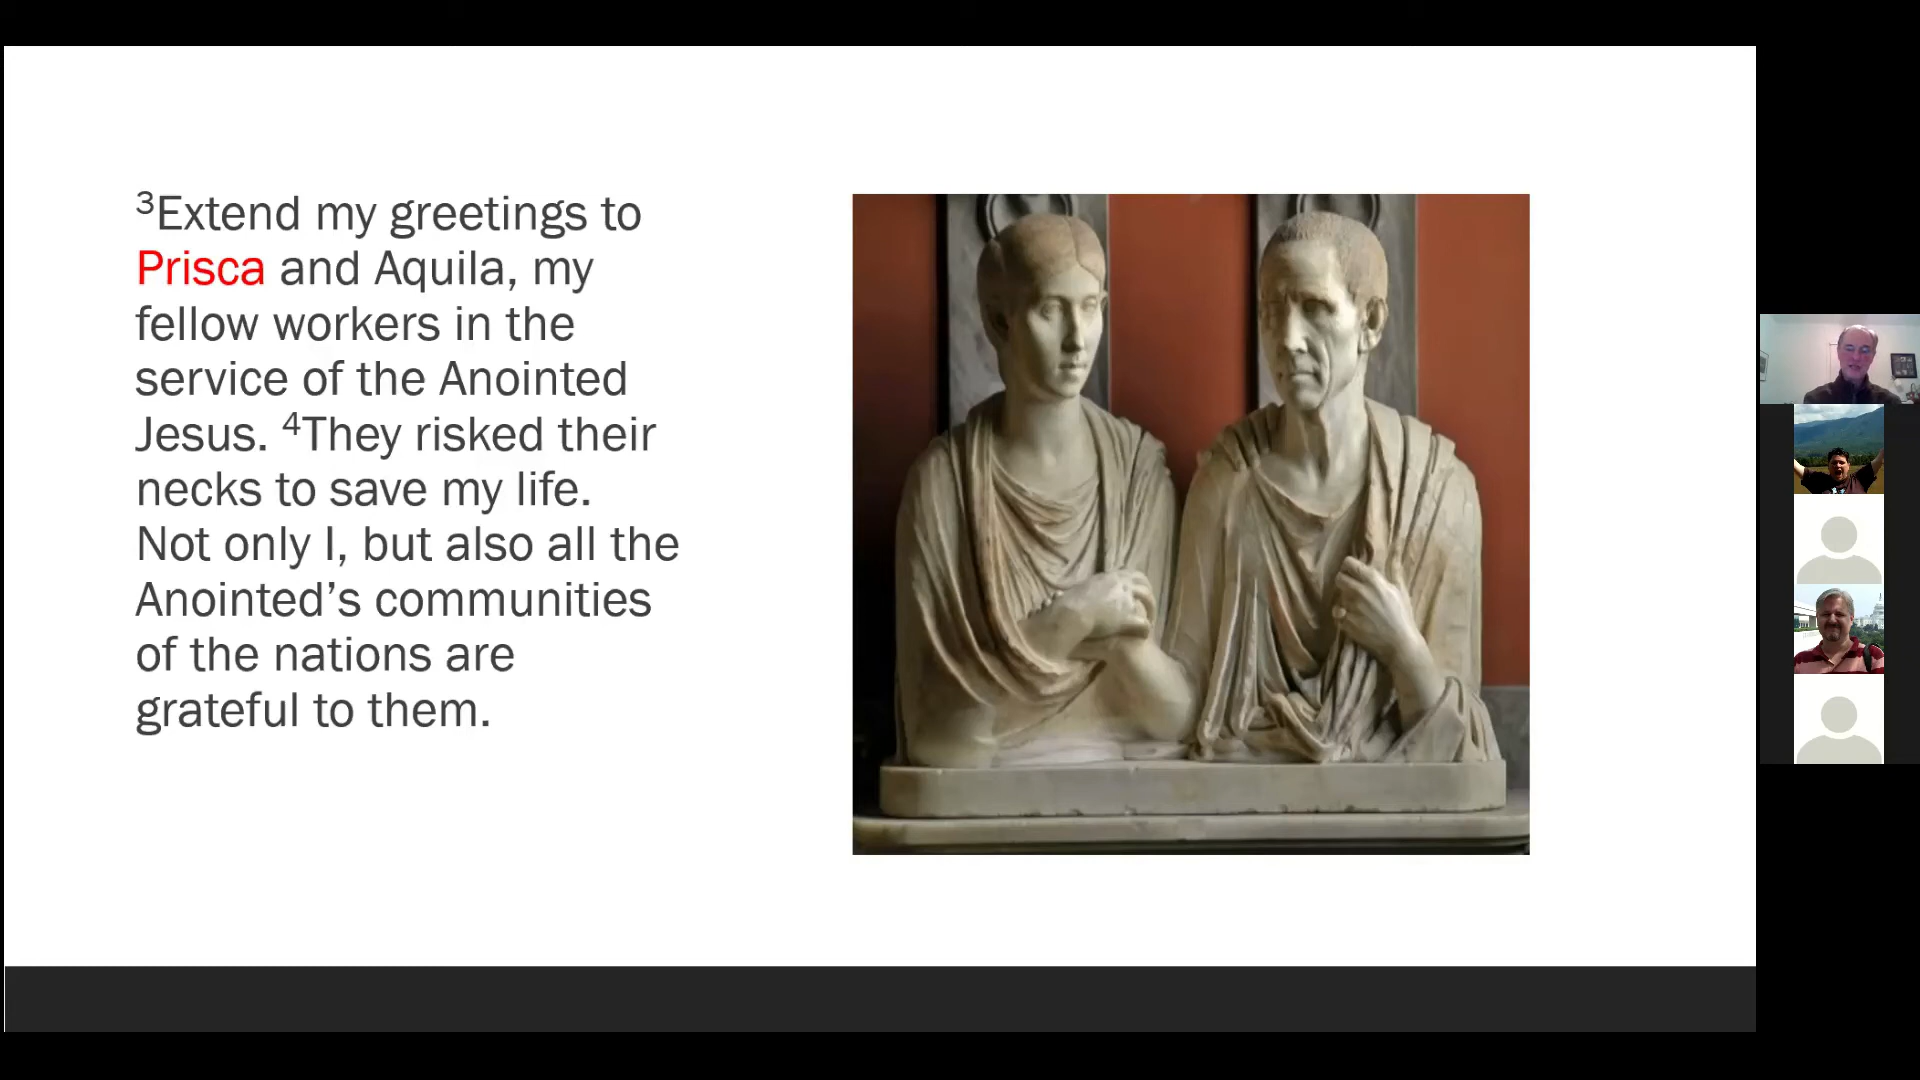 ³Extend my greetings to
Prisca and Aquila, my
fellow workers in the
service of the Anointed
Jesus. ⁴They risked their
necks to save my life.
Not only I, but also all the
Anointed’s communities
of the nations are
grateful to them.